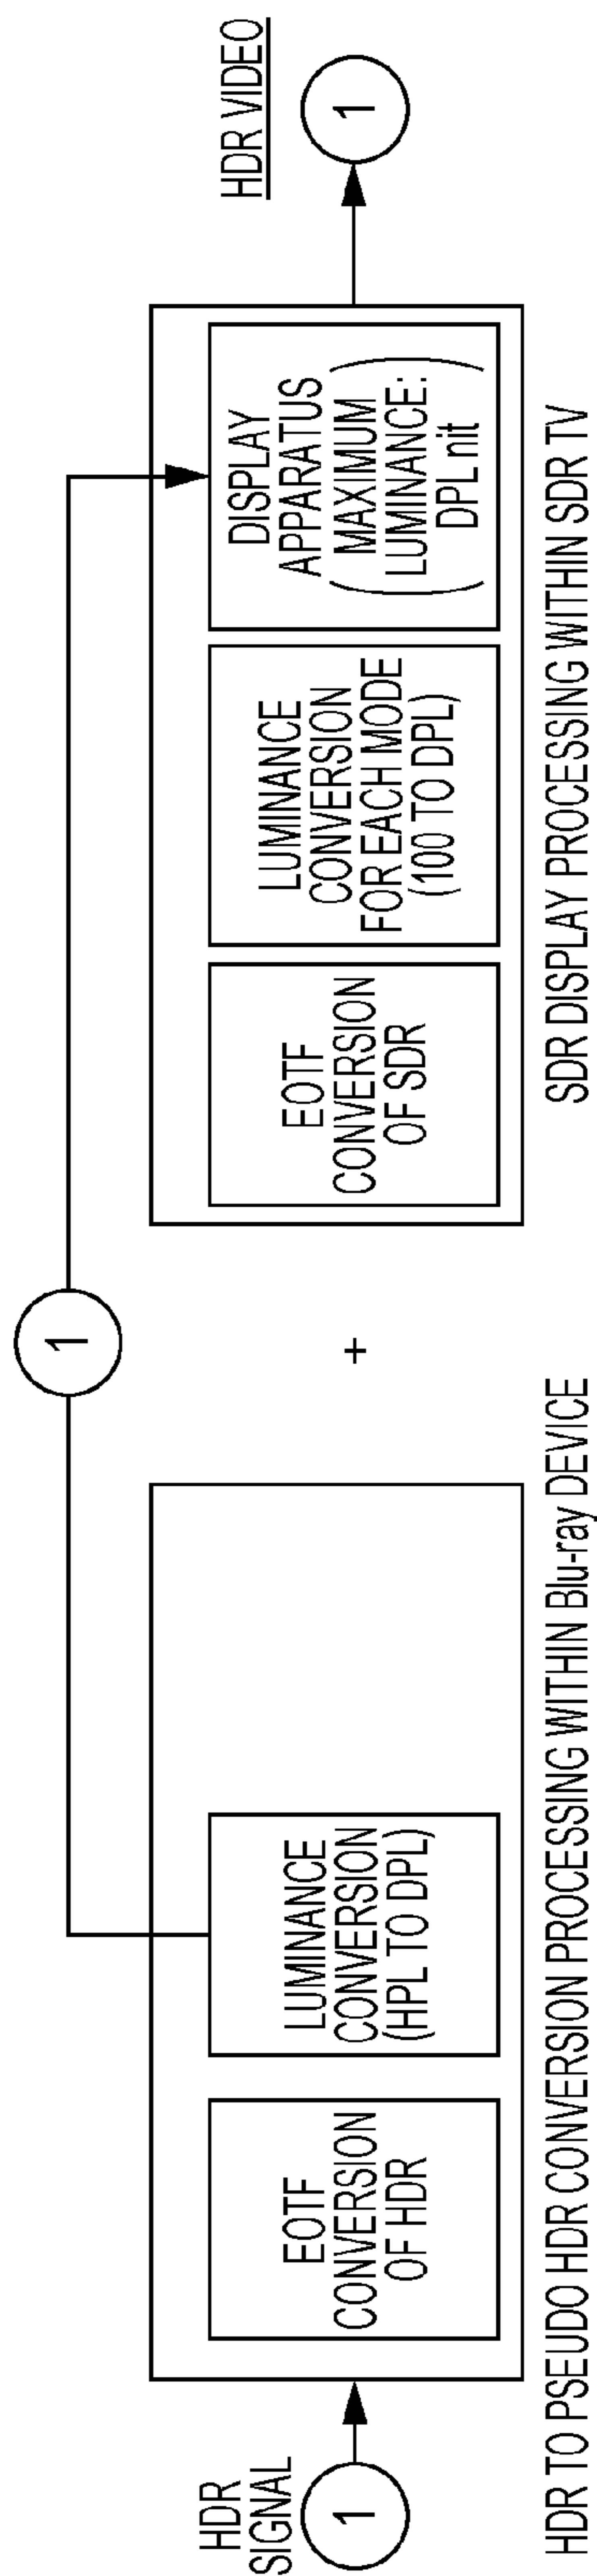 HDR
SIGNAL
1
EOTF
CONVERSION
OF HDR
LUMINANCE
CONVERSION
(HPL TO DPL)
HDR TO PSEUDO HDR CONVERSION PROCESSING WITHIN Blu-ray DEVICE
1
+
EOTF
CONVERSION
OF SDR
LUMINANCE
CONVERSION
FOR EACH MODE
(100 TO DPL)
DISPLAY
APPARATUS
(MAXIMUM
LUMINANCE:
DPL nit)
SDR DISPLAY PROCESSING WITHIN SDR TV
HDR VIDEO
1